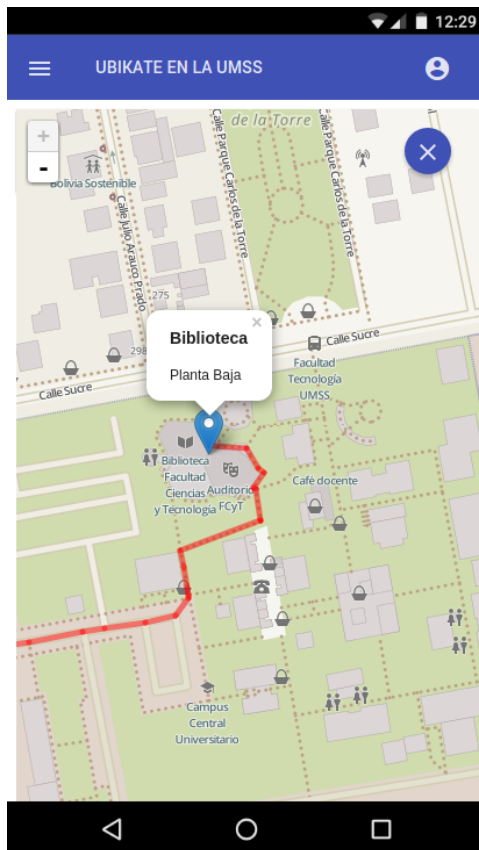 12:29
UBIKATE EN LA UMSS
+
-
de la Torre
Calle Parque Carlos de la Torre
Calle Parque Carlos de la Torre
Bolivia Sostenible
Calle Julio Arauco Prado
275
298
×
Biblioteca
Planta Baja
Calle Sucre
Calle Sucre
Facultad
Tecnología
UMSS
Biblioteca
Facultad
Ciencias
y Tecnología
Auditorio
FCyT
Café docente
Campus
Central
Universitario